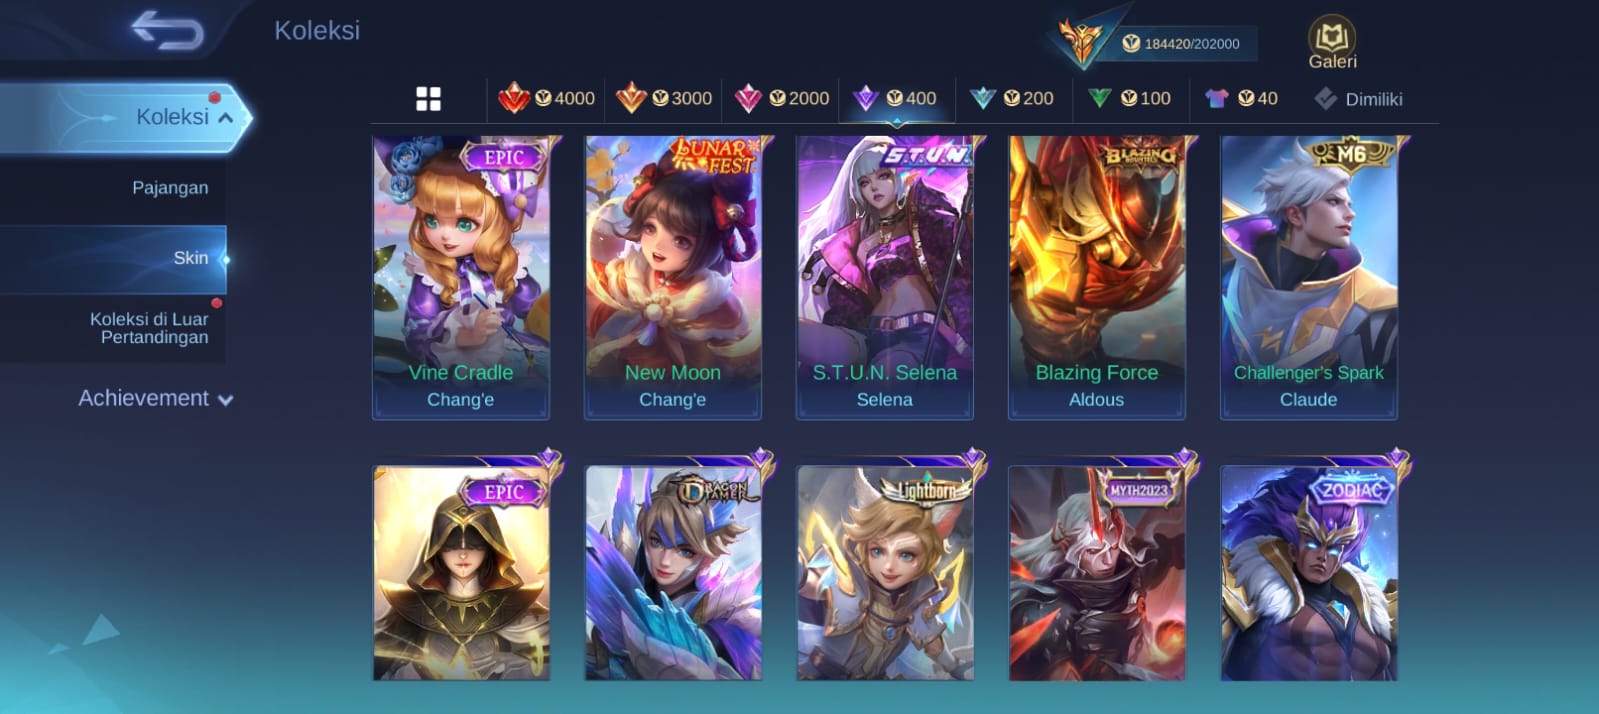 Koleksi
184420/202000
Galeri
4000
3000
2000
400
200
100
40
Dimiliki
Koleksi
Pajangan
Skin
Koleksi di Luar
Pertandingan
Achievement
EPIC
Vine Cradle
Chang'e
LUNAR
FEST
New Moon
Chang'e
S.T.U.N.
S.T.U.N. Selena
Selena
BLAZING
BOUNTIES
Blazing Force
Aldous
M6
Challenger's Spark
Claude
EPIC
DRAGON
TAMER
Lightborn
MYTH2023
ZODIAC